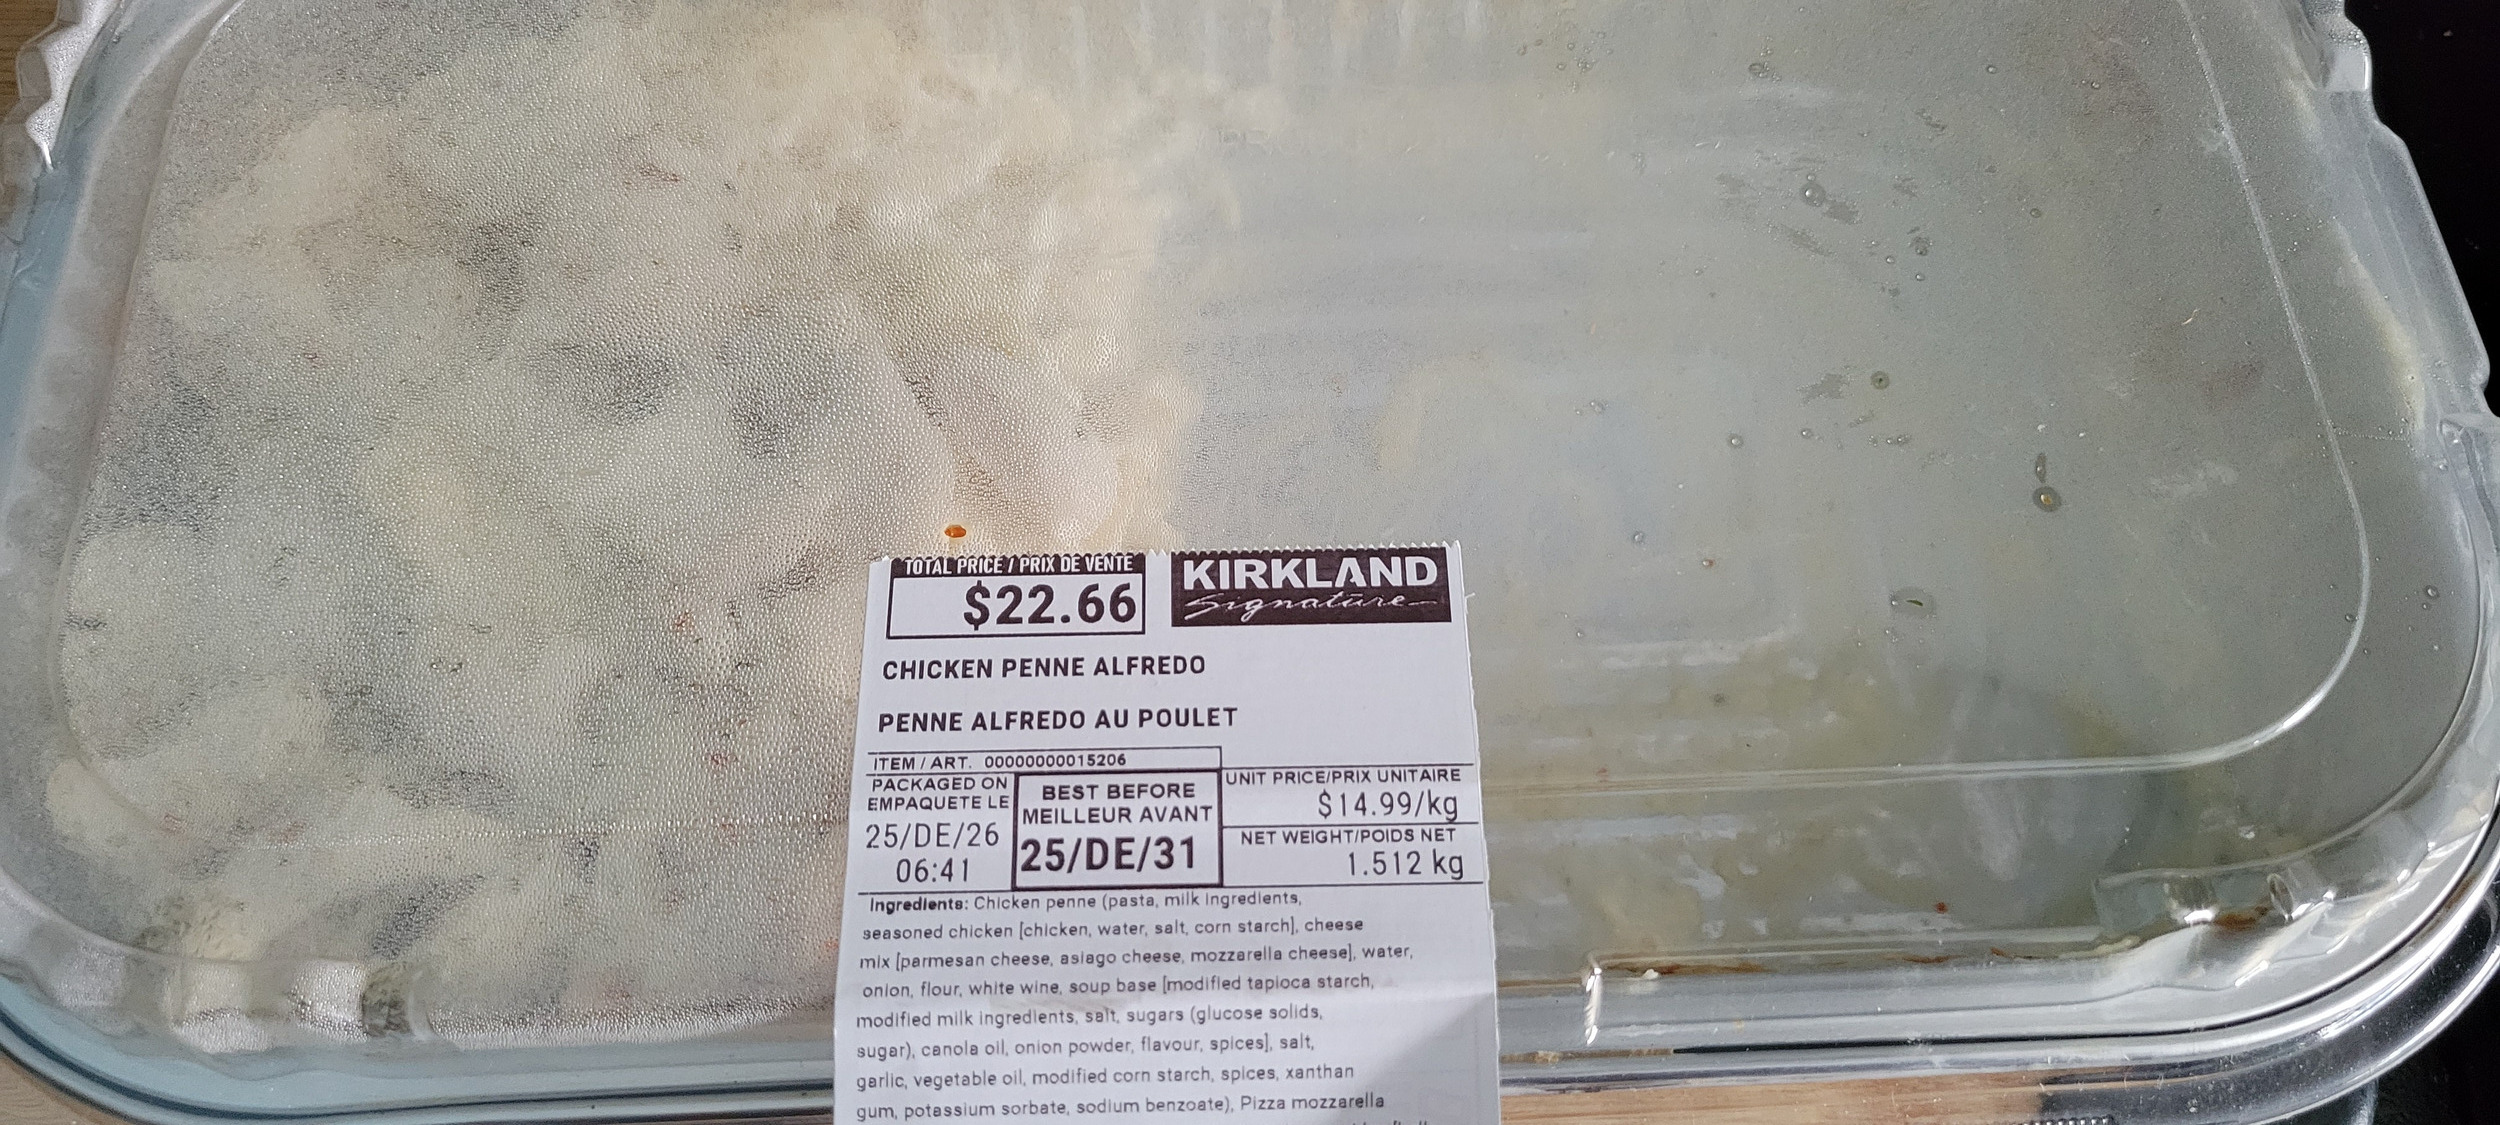 TOTAL PRICE / PRIX DE VENTE
$22.66
KIRKLAND
Signature
CHICKEN PENNE ALFREDO
PENNE ALFREDO AU POULET
ITEM / ART. 00000000015206
PACKAGED ON
EMPAQUETE LE
25/DE/26
06:41
BEST BEFORE
MEILLEUR AVANT
25/DE/31
UNIT PRICE/PRIX UNITAIRE
$14.99/kg
NET WEIGHT/POIDS NET
1.512 kg
Ingredients: Chicken penne (pasta, milk ingredients,
seasoned chicken [chicken, water, salt, corn starch], cheese
mix [parmesan cheese, asiago cheese, mozzarella cheese], water,
onion, flour, white wine, soup base [modified tapioca starch,
modified milk ingredients, salt, sugars (glucose solids,
sugar), canola oil, onion powder, flavour, spices], salt,
garlic, vegetable oil, modified corn starch, spices, xanthan
gum, potassium sorbate, sodium benzoate), Pizza mozzarella